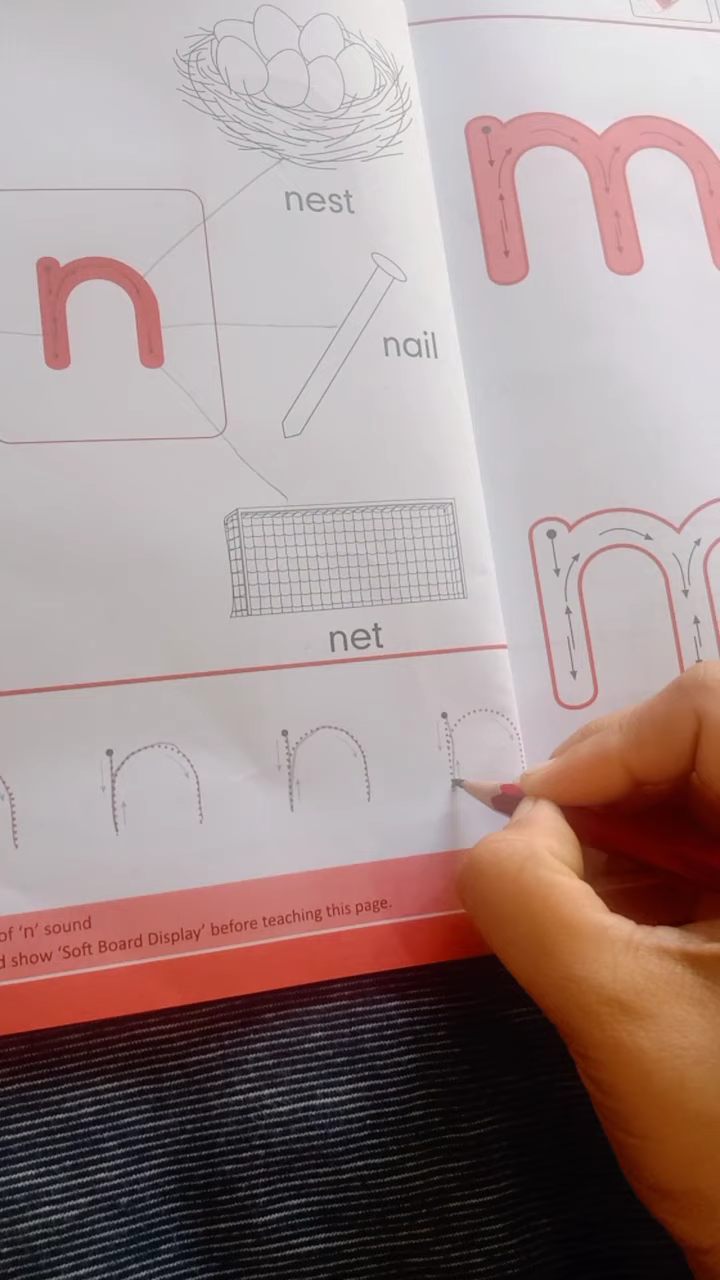 nest
m
n
nail
m
net
n n n
of 'n' sound
d show 'Soft Board Display' before teaching this page.